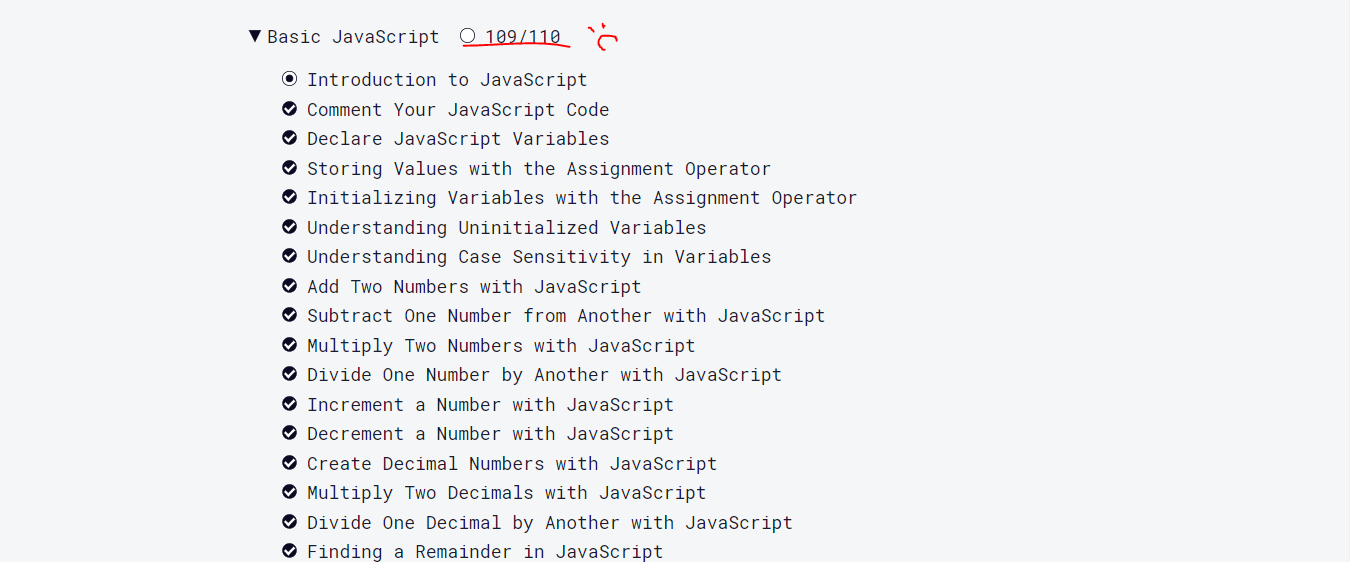 Basic JavaScript 109/110
Introduction to JavaScript
Comment Your JavaScript Code
Declare JavaScript Variables
Storing Values with the Assignment Operator
Initializing Variables with the Assignment Operator
Understanding Uninitialized Variables
Understanding Case Sensitivity in Variables
Add Two Numbers with JavaScript
Subtract One Number from Another with JavaScript
Multiply Two Numbers with JavaScript
Divide One Number by Another with JavaScript
Increment a Number with JavaScript
Decrement a Number with JavaScript
Create Decimal Numbers with JavaScript
Multiply Two Decimals with JavaScript
Divide One Decimal by Another with JavaScript
Finding a Remainder in JavaScript